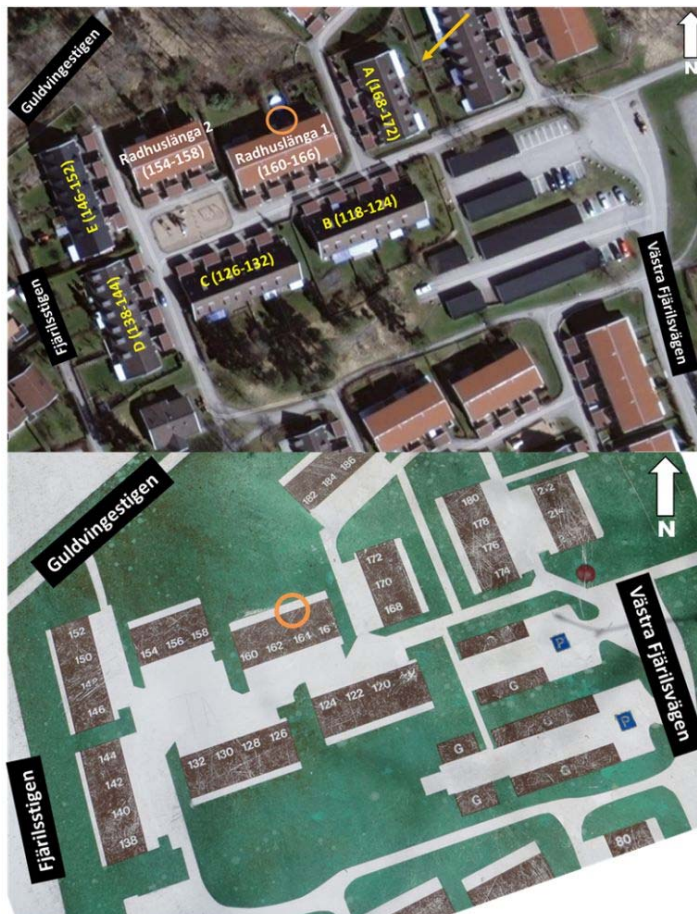 Guldvingestigen
N
A
(168-172)
Radhuslänga 2
(154-158)
Radhuslänga 1
(160-166)
E (146-152)
B (118-124)
C (126-132)
D (138-144)
Fjärilsstigen
Västra Fjärilsvägen
Guldvingestigen
N
186
184
182
180
178
176
174
172
170
168
152
150
146
154 156 158
160 162 164 16
124 122 120
132 130 128 126
144
142
140
138
G
G
G
G
G
P
P
80
Västra Fjärilsvägen
Fjärilsstigen